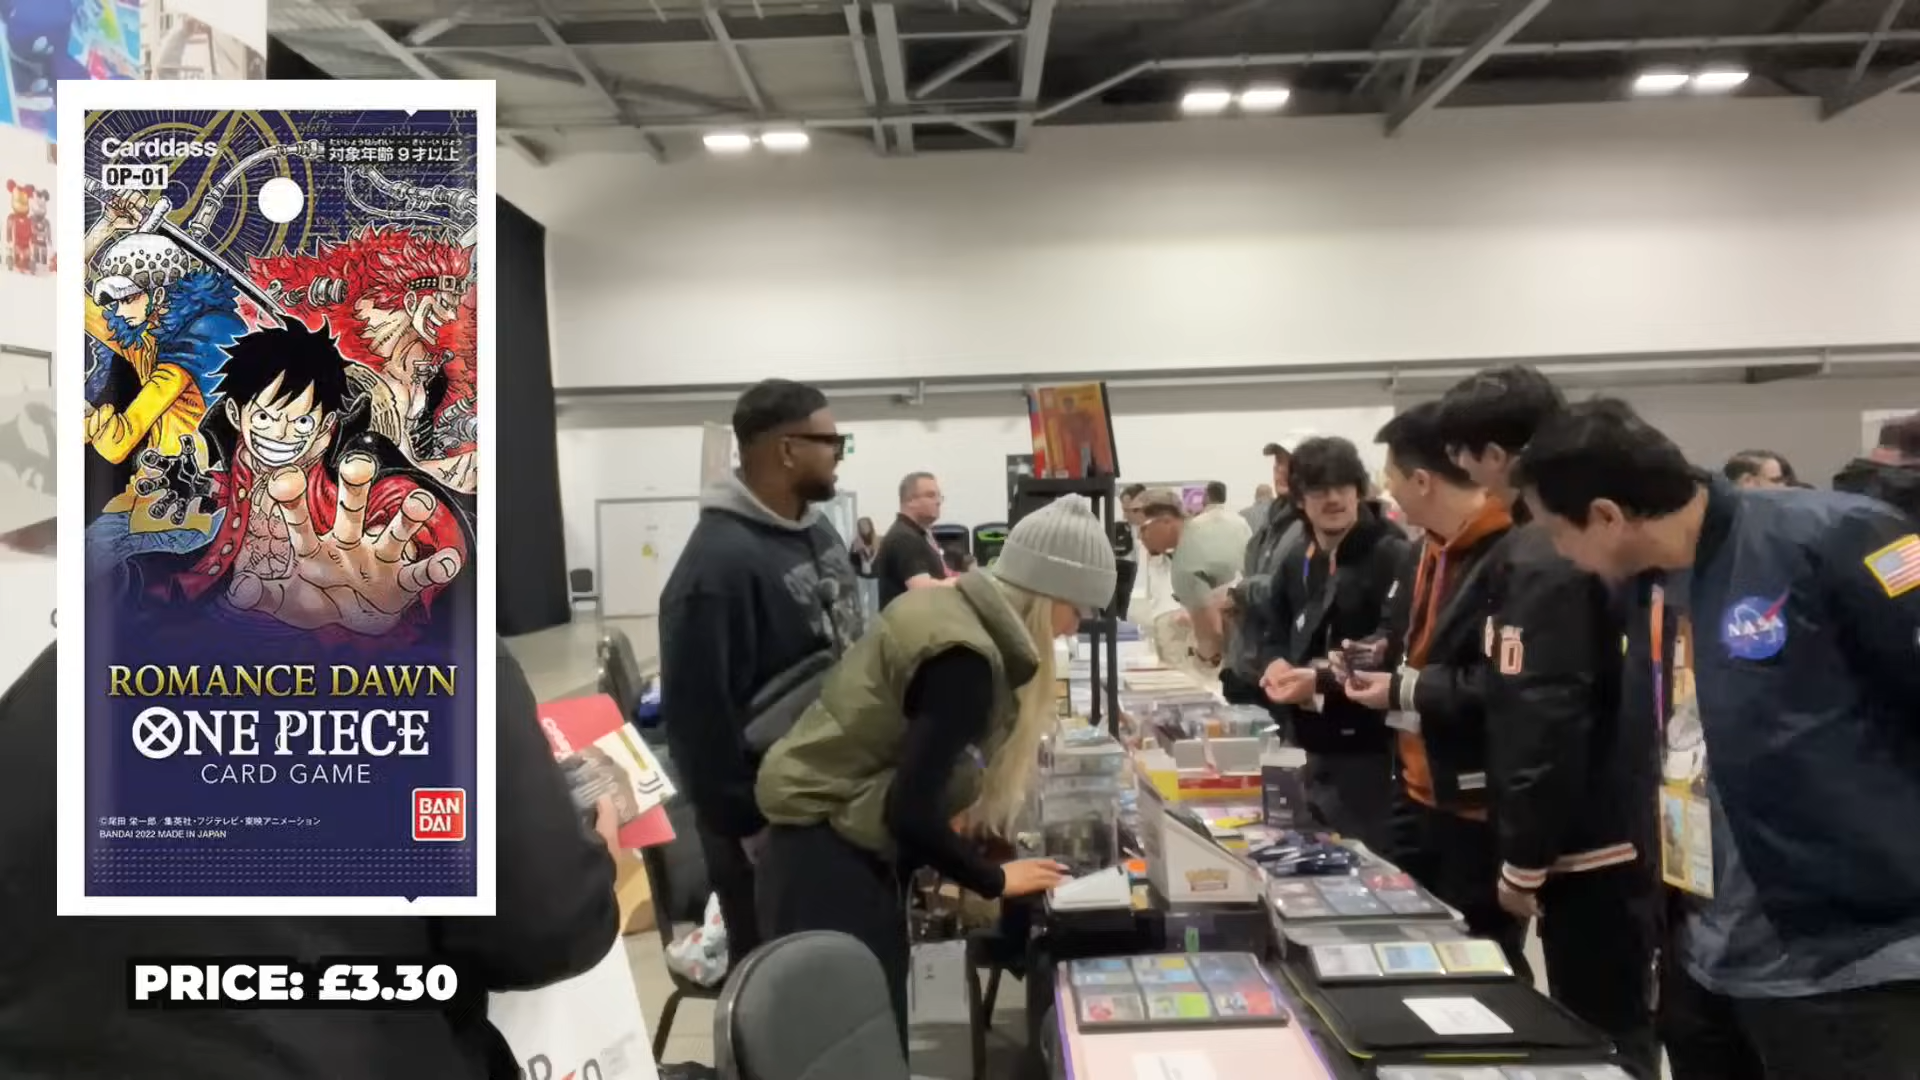 Carddass
対象年齢9才以上
OP-01
ROMANCE DAWN
ONE PIECE
CARD GAME
BAN
DAI
©尾田 栄一郎／集英社・フジテレビ・東映アニメーション
BANDAI 2022 MADE IN JAPAN
PRICE: £3.30
NASA